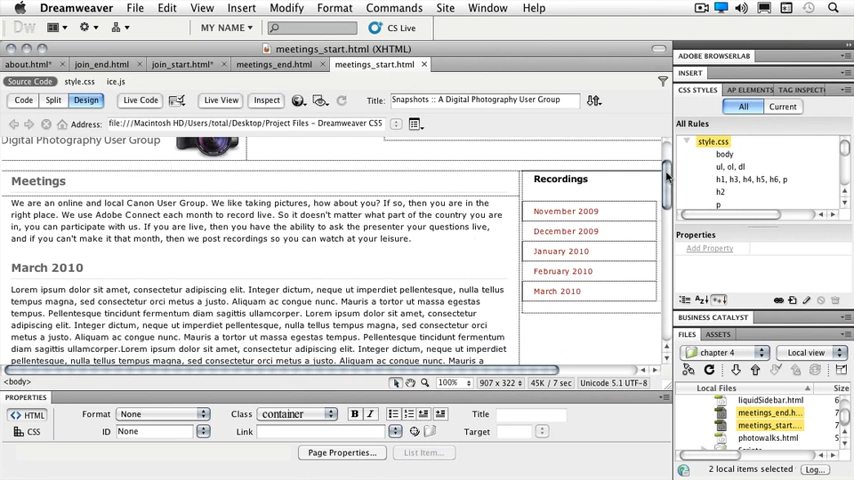 Dreamweaver File Edit View Insert Modify Format Commands Site Window Help
Dw MY NAME CS Live
meetings_start.html (XHTML)
about.html* join_end.html join_start.html* meetings_end.html meetings_start.html
Source Code style.css ice.js
Code Split Design Live Code Live View Inspect Title: Snapshots :: A Digital Photography User Group
Address: file:///Macintosh HD/Users/total/Desktop/Project Files – Dreamweaver CS5
Digital Photography User Group
Meetings
We are an online and local Canon User Group. We like taking pictures, how about you? If so, then you are in the
right place. We use Adobe Connect each month to record live. So it doesn't matter what part of the country you are
in, you can participate with us. If you are live, then you have the ability to ask the presenter your questions live,
and if you can't make it that month, then we post recordings so you can watch at your leisure.
March 2010
Lorem ipsum dolor sit amet, consectetur adipiscing elit. Integer dictum, neque ut imperdiet pellentesque, nulla tellus
tempus magna, sed consectetur orci metus a justo. Aliquam ac congue nunc. Mauris a tortor ut massa egestas
tempus. Pellentesque tincidunt fermentum diam sagittis ullamcorper. Lorem ipsum dolor sit amet, consectetur
adipiscing elit. Integer dictum, neque ut imperdiet pellentesque, nulla tellus tempus magna, sed consectetur orci
metus a justo. Aliquam ac congue nunc. Mauris a tortor ut massa egestas tempus. Pellentesque tincidunt fermentum
diam sagittis ullamcorper.Lorem ipsum dolor sit amet, consectetur adipiscing elit. Integer dictum, neque ut imperdiet
pellentesque, nulla tellus tempus magna, sed consectetur orci metus a justo. Aliquam ac congue nunc. Mauris a
Recordings
November 2009
December 2009
January 2010
February 2010
March 2010
<body> 100% 907 x 322 45K / 7 sec Unicode 5.1 UTF-8
PROPERTIES
HTML Format None Class container B I Title
CSS ID None Link Target
Page Properties... List Item...
ADOBE BROWSERLAB
INSERT
CSS STYLES AP ELEMENTS TAG INSPECT
All Current
All Rules
style.css
body
ul, ol, dl
h1, h3, h4, h5, h6, p
h2
p
Properties
Add Property
Az
BUSINESS CATALYST
FILES ASSETS
chapter 4 Local view
Local Files Size
liquidSidebar.html 6
meetings_end.h... 7
meetings_start.... 7
photowalks.html 7
2 local items selected Log...